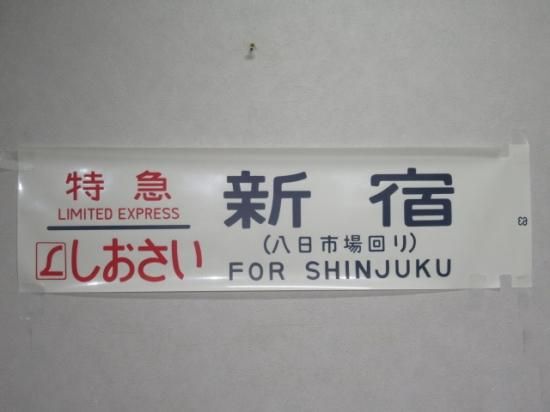 特急
LIMITED EXPRESS
Lしおさい
新宿
(八日市場回り)
FOR SHINJUKU
63